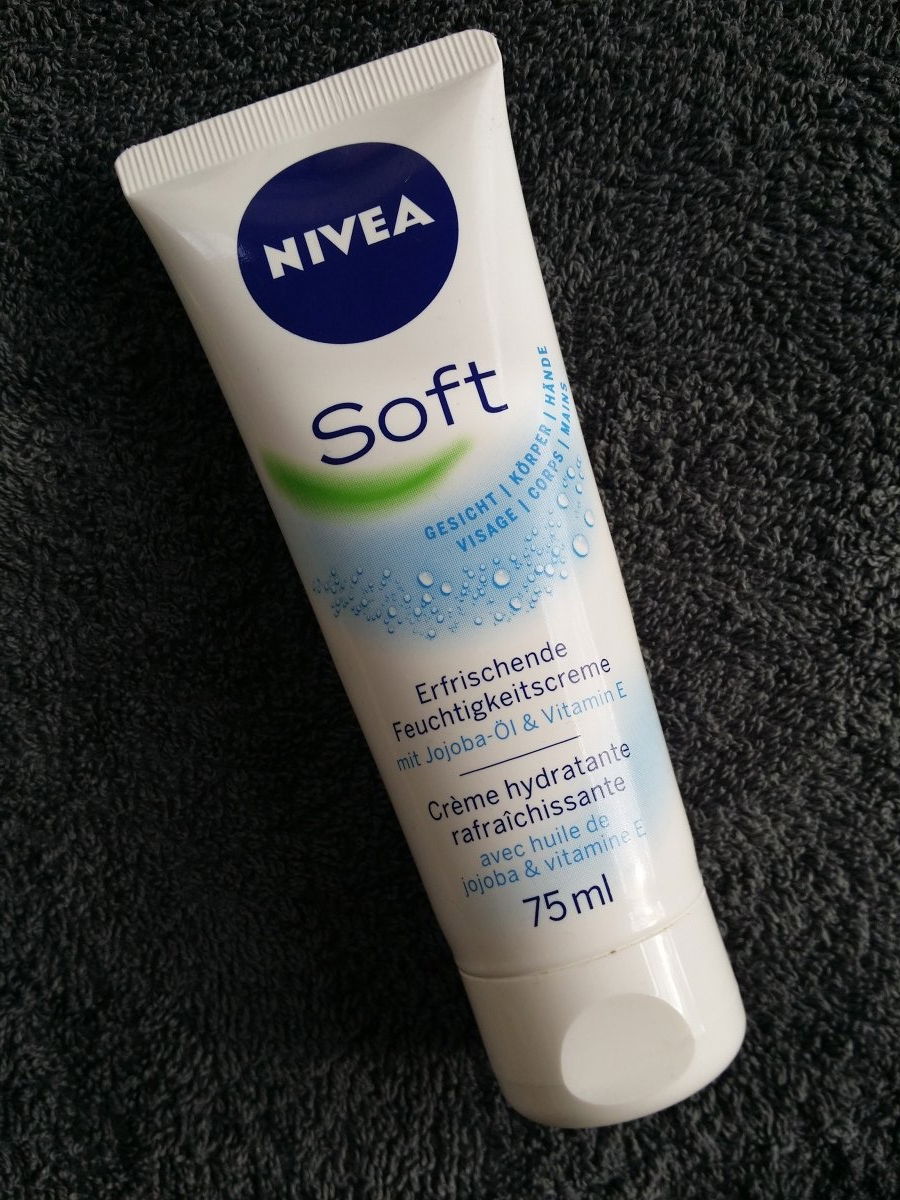 NIVEA
Soft
GESICHT | KÖRPER | HÄNDE
VISAGE | CORPS | MAINS
Erfrischende
Feuchtigkeitscreme
mit Jojoba-Öl & Vitamin E
Crème hydratante
rafraîchissante
avec huile de
jojoba & vitamine E
75 ml